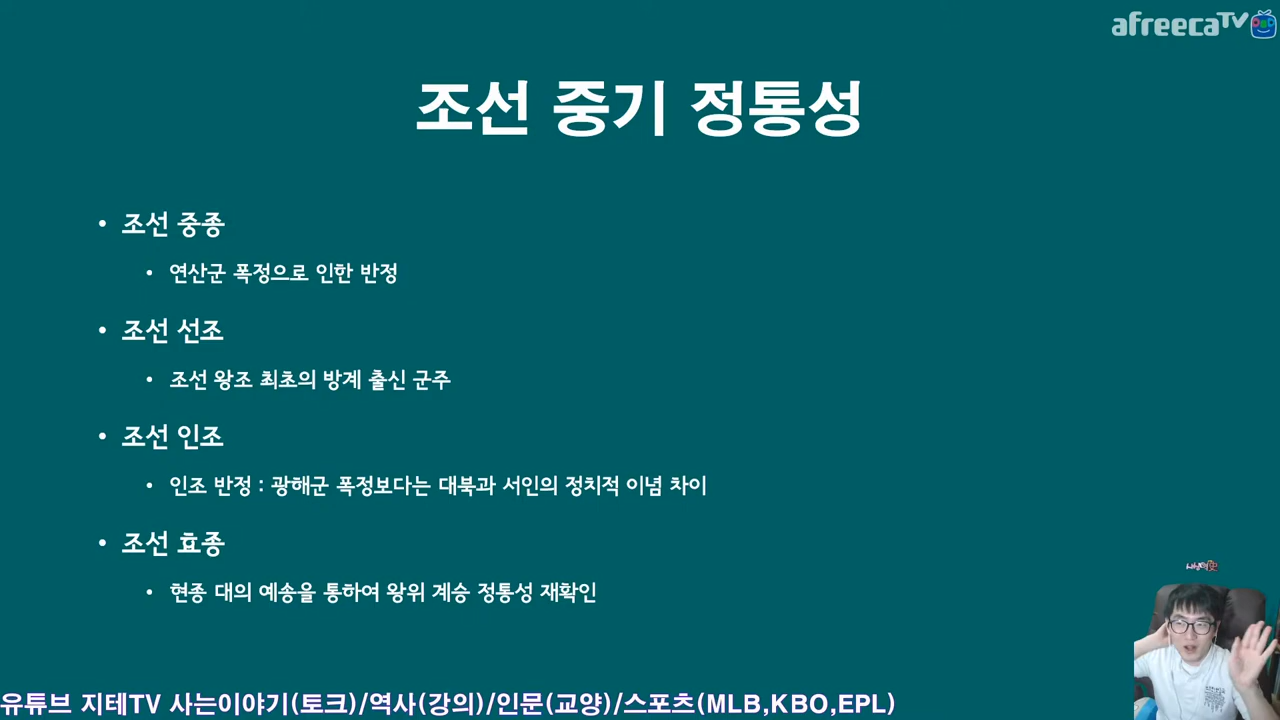 afreecaTV
조선 중기 정통성
• 조선 중종
• 연산군 폭정으로 인한 반정
• 조선 선조
• 조선 왕조 최초의 방계 출신 군주
• 조선 인조
• 인조 반정 : 광해군 폭정보다는 대북과 서인의 정치적 이념 차이
• 조선 효종
• 현종 대의 예송을 통하여 왕위 계승 정통성 재확인
유튜브 지테TV 사는이야기(토크)/역사(강의)/인문(교양)/스포츠(MLB,KBO,EPL)